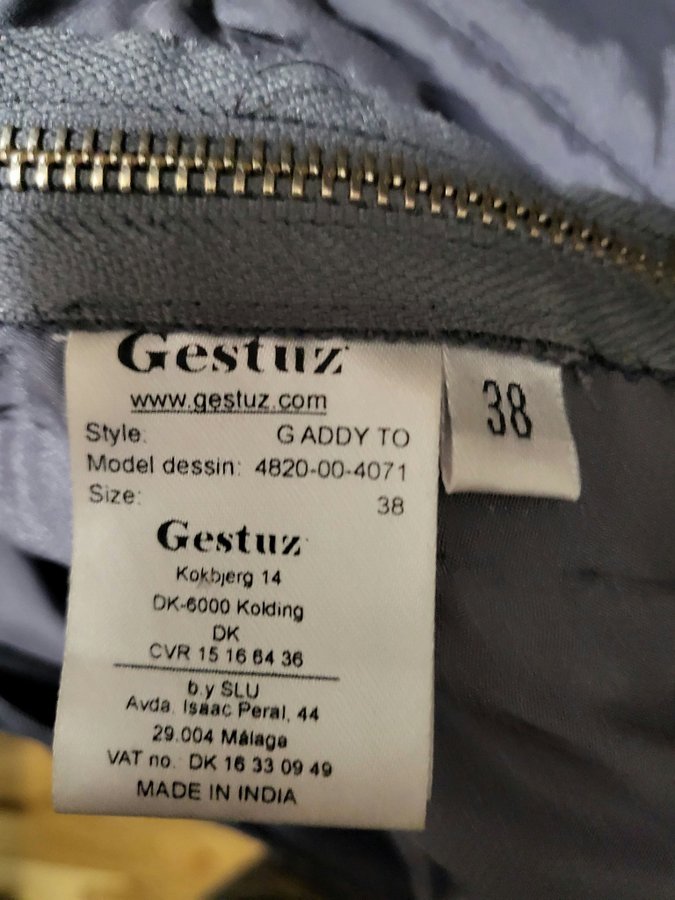 Gestuz
www.gestuz.com
Style: G ADDY TO
Model dessin: 4820-00-4071
Size: 38
Gestuz
Kokbjerg 14
DK-6000 Kolding
DK
CVR 15 16 64 36
b.y SLU
Avda. Isaac Peral, 44
29.004 Málaga
VAT no. DK 16 33 09 49
MADE IN INDIA
38